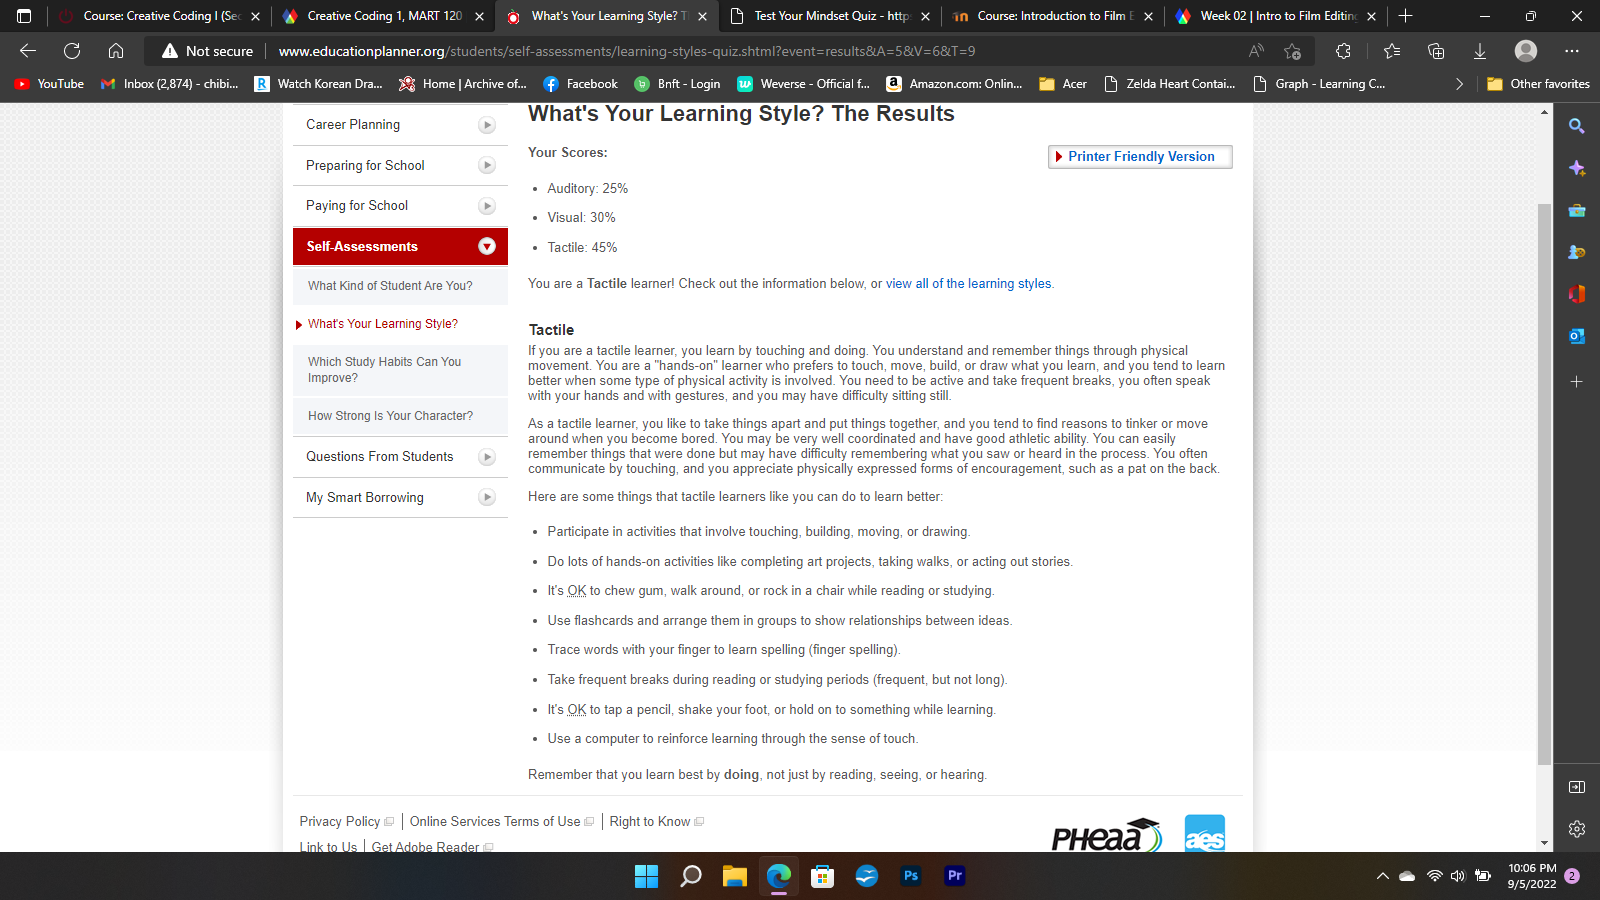 Course: Creative Coding I (Sec
Creative Coding 1, MART 120
What's Your Learning Style? T
Test Your Mindset Quiz - http
Course: Introduction to Film E
Week 02 | Intro to Film Editing
Not secure
www.educationplanner.org/students/self-assessments/learning-styles-quiz.shtml?event=results&A=5&V=6&T=9
YouTube
Inbox (2,874) - chibi...
Watch Korean Dra...
Home | Archive of...
Facebook
Bnft - Login
Weverse - Official f...
Amazon.com: Onlin...
Acer
Zelda Heart Contai...
Graph - Learning C...
Other favorites
Career Planning
Preparing for School
Paying for School
Self-Assessments
What Kind of Student Are You?
What's Your Learning Style?
Which Study Habits Can You
Improve?
How Strong Is Your Character?
Questions From Students
My Smart Borrowing
What's Your Learning Style? The Results
Your Scores:
Printer Friendly Version
• Auditory: 25%
• Visual: 30%
• Tactile: 45%
You are a Tactile learner! Check out the information below, or view all of the learning styles.
Tactile
If you are a tactile learner, you learn by touching and doing. You understand and remember things through physical
movement. You are a "hands-on" learner who prefers to touch, move, build, or draw what you learn, and you tend to learn
better when some type of physical activity is involved. You need to be active and take frequent breaks, you often speak
with your hands and with gestures, and you may have difficulty sitting still.
As a tactile learner, you like to take things apart and put things together, and you tend to find reasons to tinker or move
around when you become bored. You may be very well coordinated and have good athletic ability. You can easily
remember things that were done but may have difficulty remembering what you saw or heard in the process. You often
communicate by touching, and you appreciate physically expressed forms of encouragement, such as a pat on the back.
Here are some things that tactile learners like you can do to learn better:
• Participate in activities that involve touching, building, moving, or drawing.
• Do lots of hands-on activities like completing art projects, taking walks, or acting out stories.
• It's OK to chew gum, walk around, or rock in a chair while reading or studying.
• Use flashcards and arrange them in groups to show relationships between ideas.
• Trace words with your finger to learn spelling (finger spelling).
• Take frequent breaks during reading or studying periods (frequent, but not long).
• It's OK to tap a pencil, shake your foot, or hold on to something while learning.
• Use a computer to reinforce learning through the sense of touch.
Remember that you learn best by doing, not just by reading, seeing, or hearing.
Privacy Policy | Online Services Terms of Use | Right to Know
Link to Us | Get Adobe Reader
PHEAA
aes
Ps
Pr
10:06 PM
9/5/2022
2